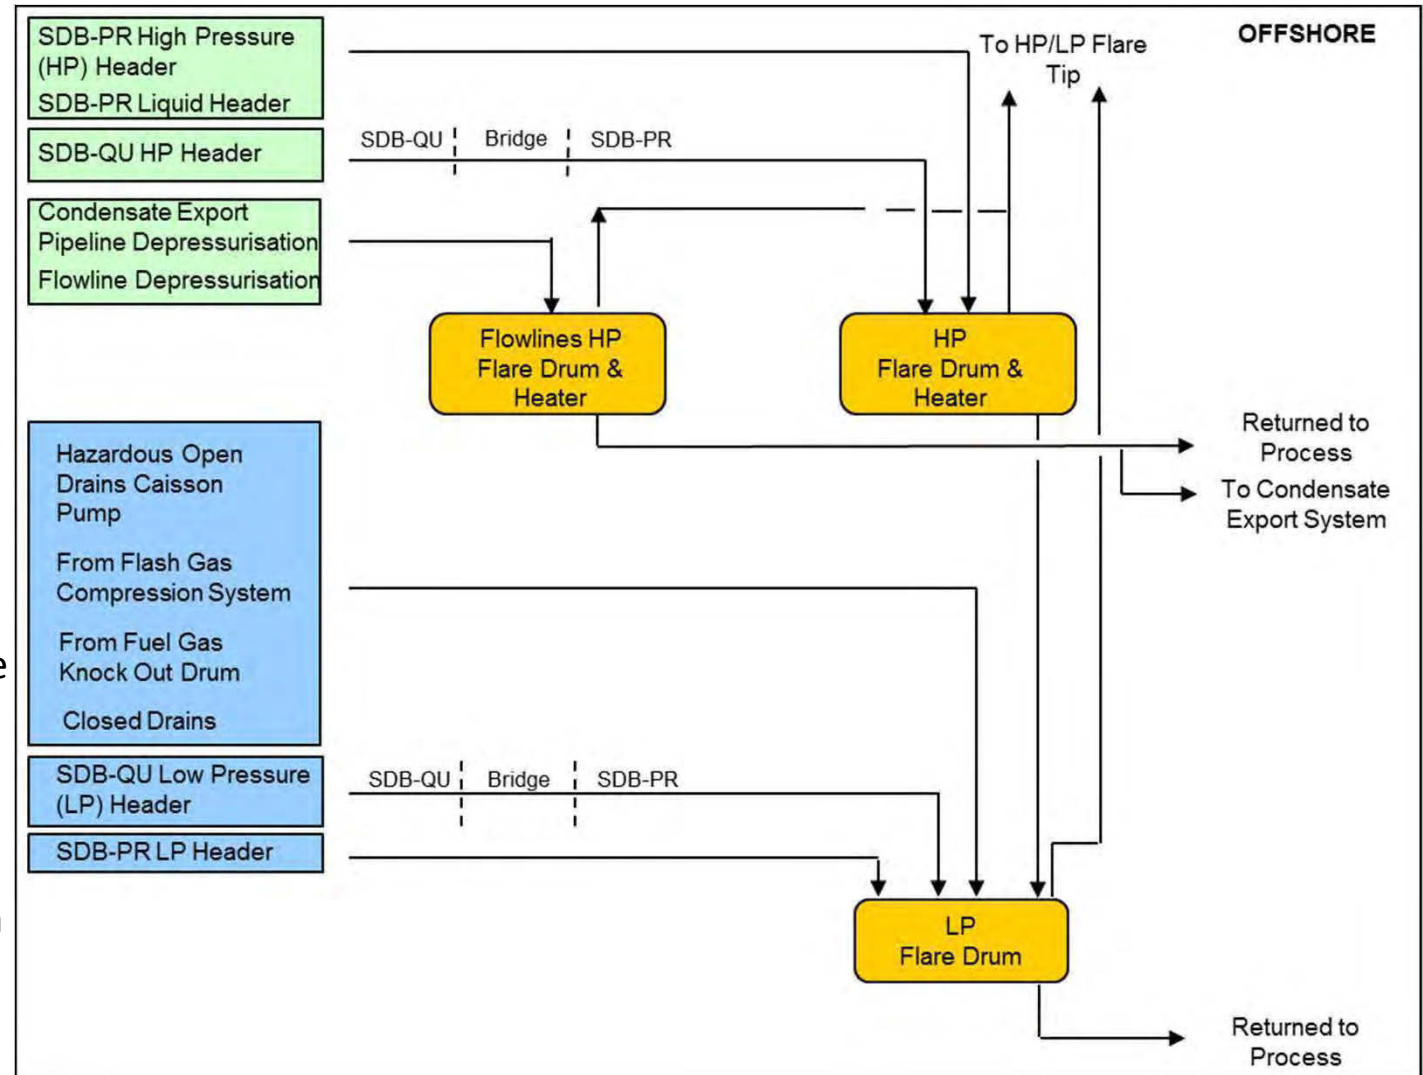 OFFSHORE
SDB-PR High Pressure
(HP) Header
SDB-PR Liquid Header
To HP/LP Flare
Tip
SDB-QU HP Header
SDB-QU
Bridge
SDB-PR
Condensate Export
Pipeline Depressurisation
Flowline Depressurisation
Flowlines HP
Flare Drum &
Heater
HP
Flare Drum &
Heater
Returned to
Process
To Condensate
Export System
Hazardous Open
Drains Caisson
Pump
From Flash Gas
Compression System
From Fuel Gas
Knock Out Drum
Closed Drains
SDB-QU Low Pressure
(LP) Header
SDB-QU
Bridge
SDB-PR
SDB-PR LP Header
LP
Flare Drum
Returned to
Process